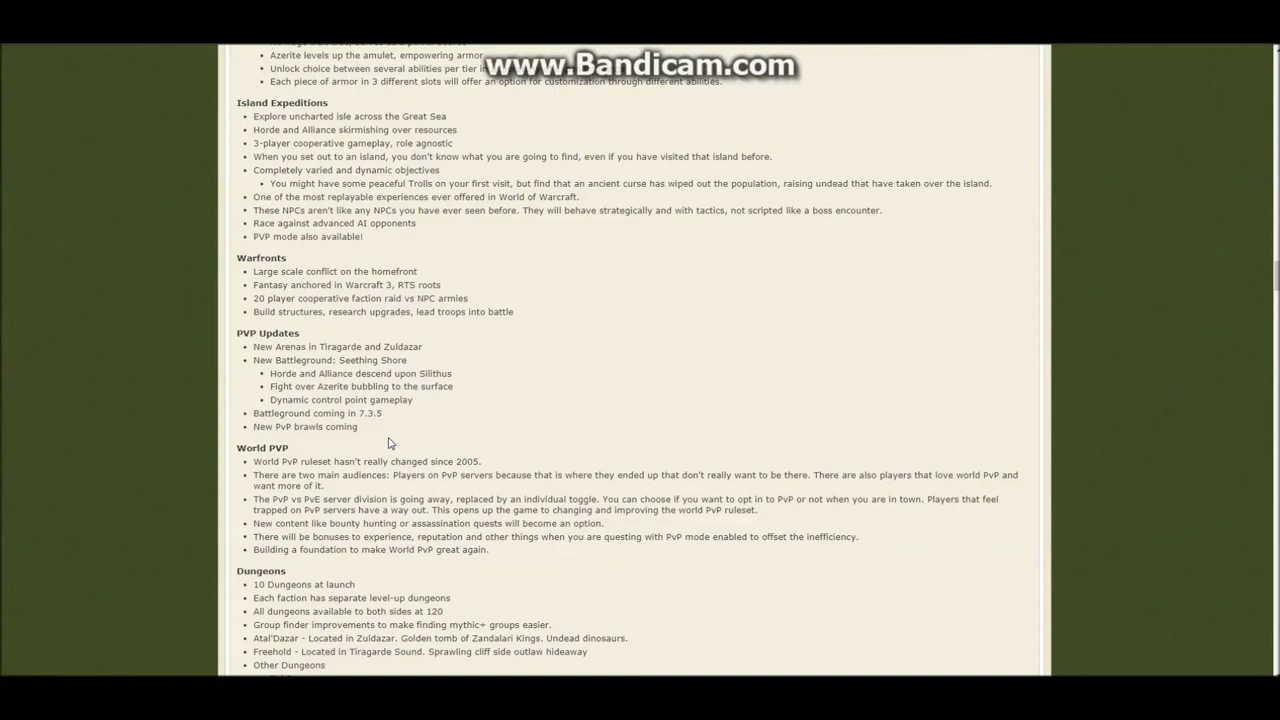 Azerite levels up the amulet, empowering armor
www.Bandicam.com
Unlock choice between several abilities per tier in
Each piece of armor in 3 different slots will offer an option for customization through different abilities.
Island Expeditions
Explore uncharted isle across the Great Sea
Horde and Alliance skirmishing over resources
3-player cooperative gameplay, role agnostic
When you set out to an island, you don't know what you are going to find, even if you have visited that island before.
Completely varied and dynamic objectives
You might have some peaceful Trolls on your first visit, but find that an ancient curse has wiped out the population, raising undead that have taken over the island.
One of the most replayable experiences ever offered in World of Warcraft.
These NPCs aren't like any NPCs you have ever seen before. They will behave strategically and with tactics, not scripted like a boss encounter.
Race against advanced AI opponents
PVP mode also available!
Warfronts
Large scale conflict on the homefront
Fantasy anchored in Warcraft 3, RTS roots
20 player cooperative faction raid vs NPC armies
Build structures, research upgrades, lead troops into battle
PVP Updates
New Arenas in Tiragarde and Zuldazar
New Battleground: Seething Shore
Horde and Alliance descend upon Silithus
Fight over Azerite bubbling to the surface
Dynamic control point gameplay
Battleground coming in 7.3.5
New PvP brawls coming
World PVP
World PvP ruleset hasn't really changed since 2005.
There are two main audiences: Players on PvP servers because that is where they ended up that don't really want to be there. There are also players that love world PvP and
want more of it.
The PvP vs PvE server division is going away, replaced by an individual toggle. You can choose if you want to opt in to PvP or not when you are in town. Players that feel
trapped on PvP servers have a way out. This opens up the game to changing and improving the world PvP ruleset.
New content like bounty hunting or assassination quests will become an option.
There will be bonuses to experience, reputation and other things when you are questing with PvP mode enabled to offset the inefficiency.
Building a foundation to make World PvP great again.
Dungeons
10 Dungeons at launch
Each faction has separate level-up dungeons
All dungeons available to both sides at 120
Group finder improvements to make finding mythic+ groups easier.
Atal'Dazar - Located in Zuldazar. Golden tomb of Zandalari Kings. Undead dinosaurs.
Freehold - Located in Tiragarde Sound. Sprawling cliff side outlaw hideaway
Other Dungeons